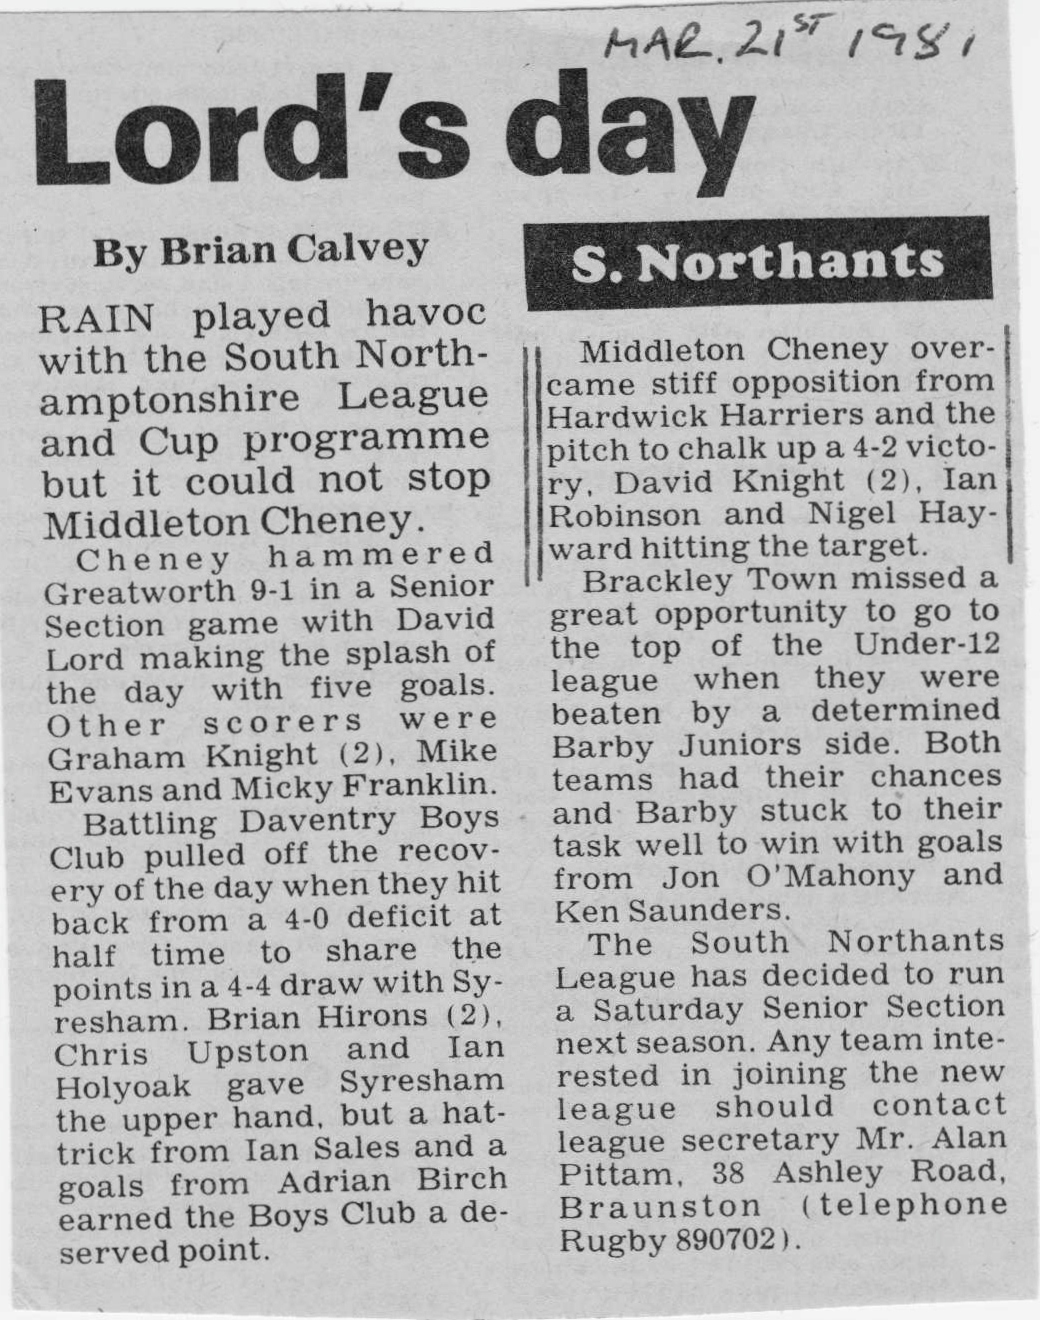 MAR. 21ST 1981
Lord's day
By Brian Calvey
RAIN played havoc
with the South North-
amptonshire League
and Cup programme
but it could not stop
Middleton Cheney.
Cheney hammered
Greatworth 9-1 in a Senior
Section game with David
Lord making the splash of
the day with five goals.
Other scorers were
Graham Knight (2), Mike
Evans and Micky Franklin.
Battling Daventry Boys
Club pulled off the recov-
ery of the day when they hit
back from a 4-0 deficit at
half time to share the
points in a 4-4 draw with Sy-
resham. Brian Hirons (2),
Chris Upston and Ian
Holyoak gave Syresham
the upper hand, but a hat-
trick from Ian Sales and a
goals from Adrian Birch
earned the Boys Club a de-
served point.
S. Northants
Middleton Cheney over-
came stiff opposition from
Hardwick Harriers and the
pitch to chalk up a 4-2 victo-
ry, David Knight (2), Ian
Robinson and Nigel Hay-
ward hitting the target.
Brackley Town missed a
great opportunity to go to
the top of the Under-12
league when they were
beaten by a determined
Barby Juniors side. Both
teams had their chances
and Barby stuck to their
task well to win with goals
from Jon O'Mahony and
Ken Saunders.
The South Northants
League has decided to run
a Saturday Senior Section
next season. Any team inte-
rested in joining the new
league should contact
league secretary Mr. Alan
Pittam, 38 Ashley Road,
Braunston (telephone
Rugby 890702).